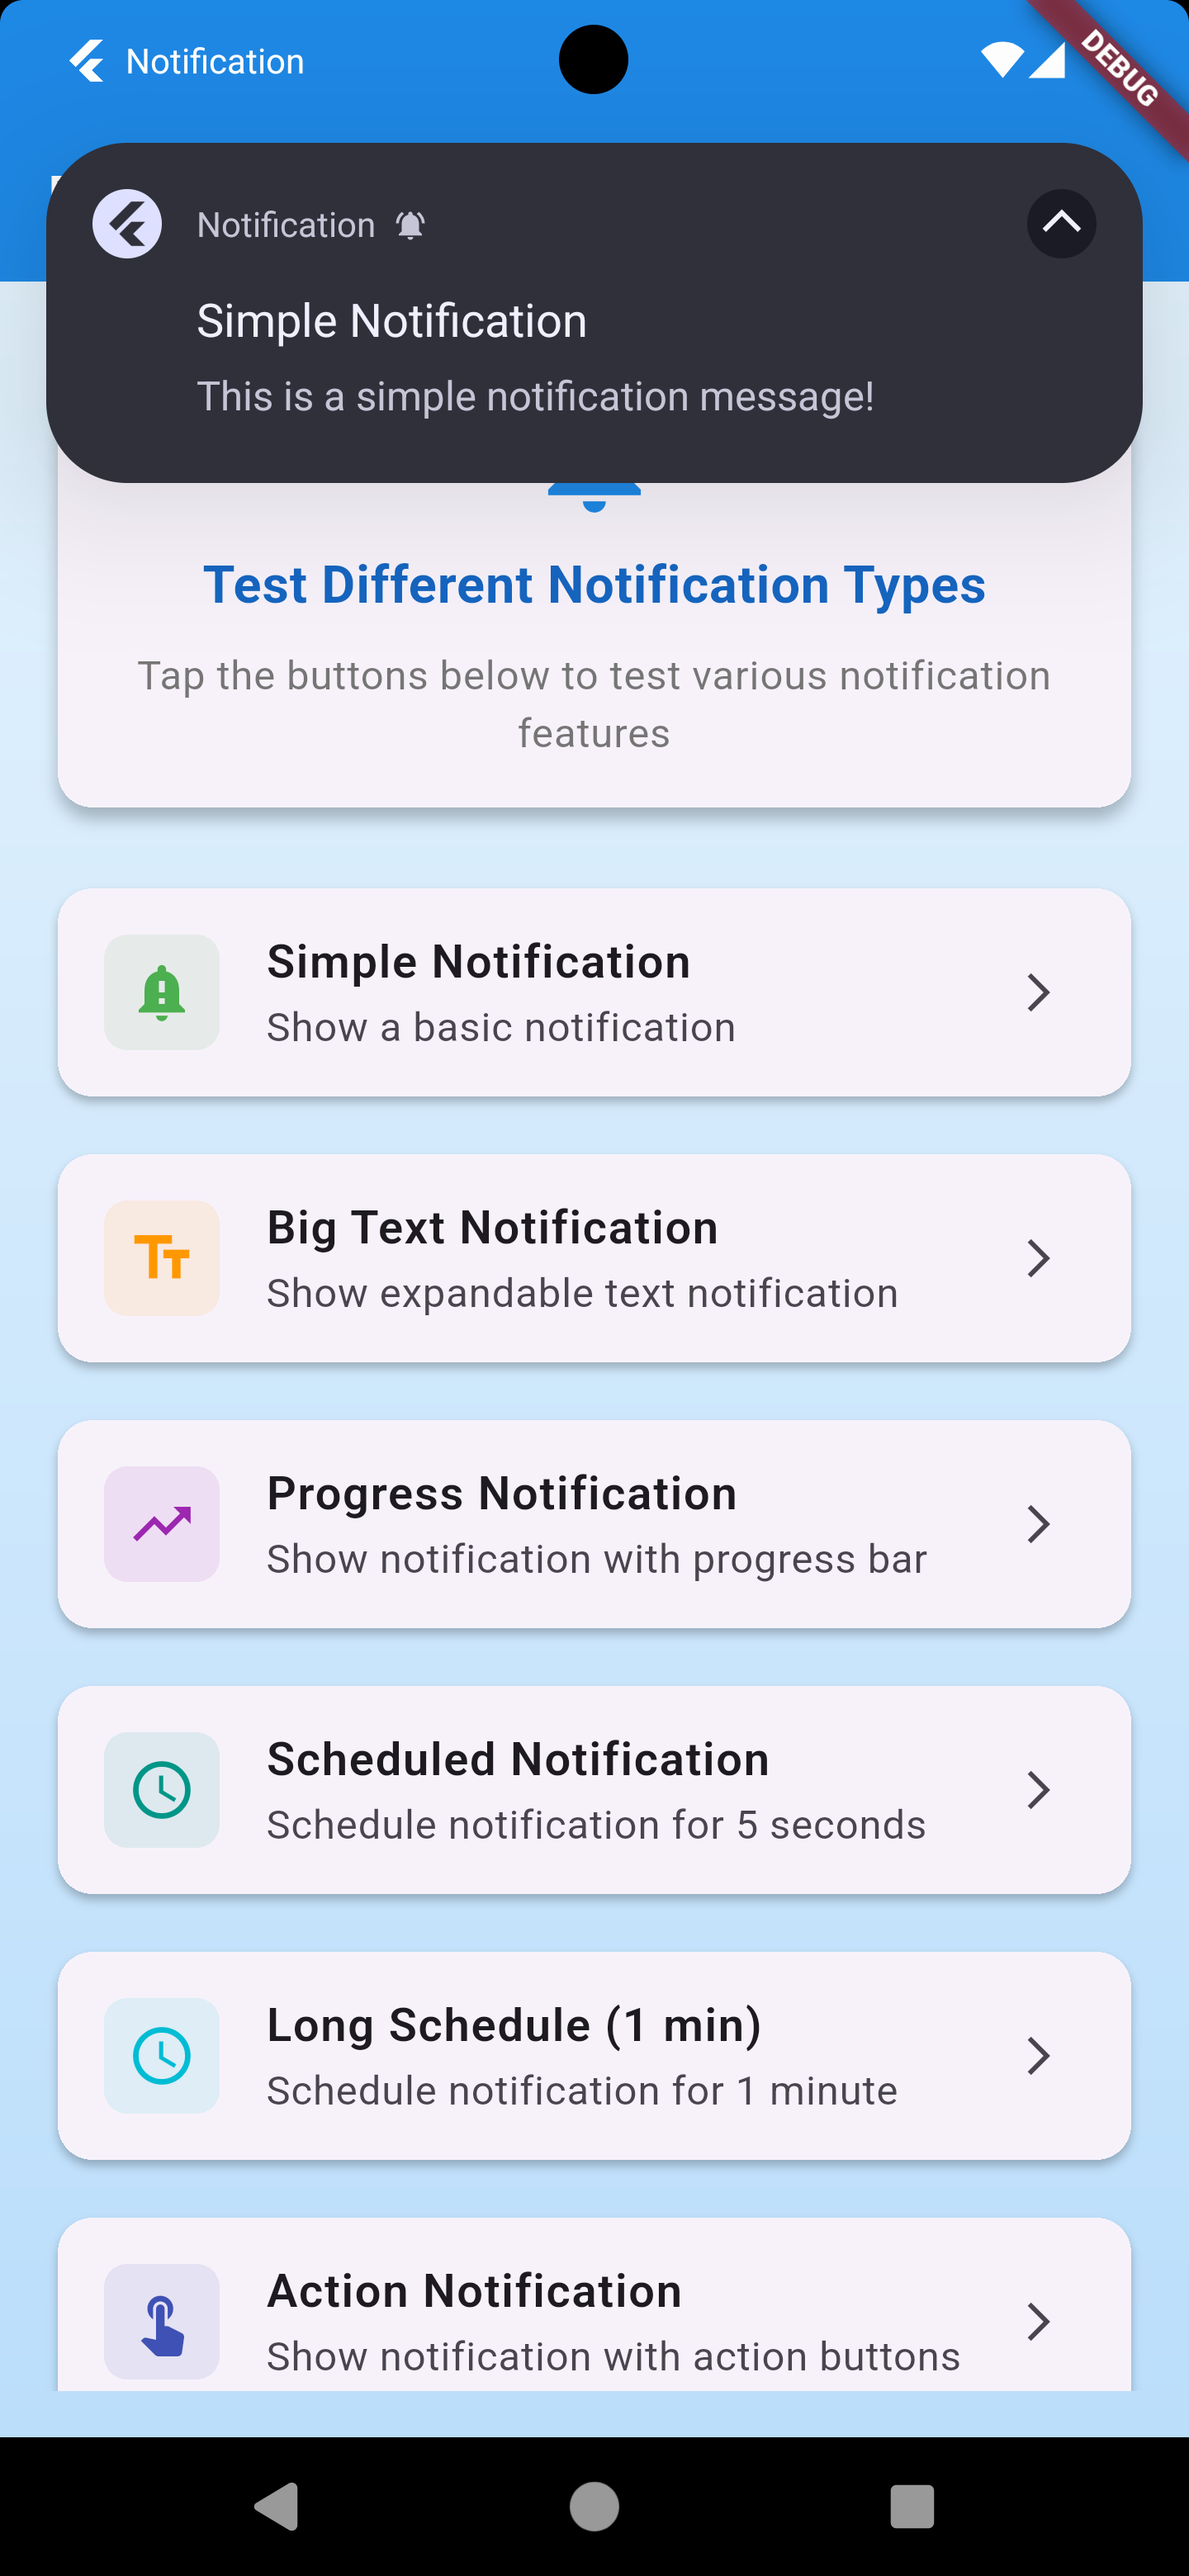 Notification
DEBUG
Notification
Simple Notification
This is a simple notification message!
Test Different Notification Types
Tap the buttons below to test various notification
features
Simple Notification
Show a basic notification
Big Text Notification
Show expandable text notification
Progress Notification
Show notification with progress bar
Scheduled Notification
Schedule notification for 5 seconds
Long Schedule (1 min)
Schedule notification for 1 minute
Action Notification
Show notification with action buttons